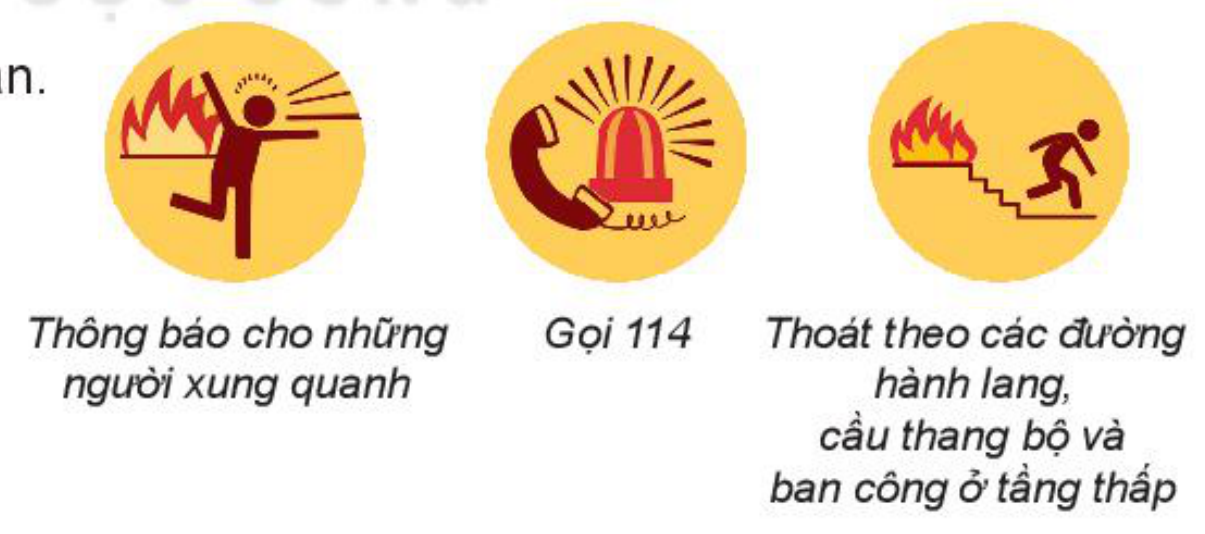 Thông báo cho những
người xung quanh
Gọi 114
Thoát theo các đường
hành lang,
cầu thang bộ và
ban công ở tầng thấp